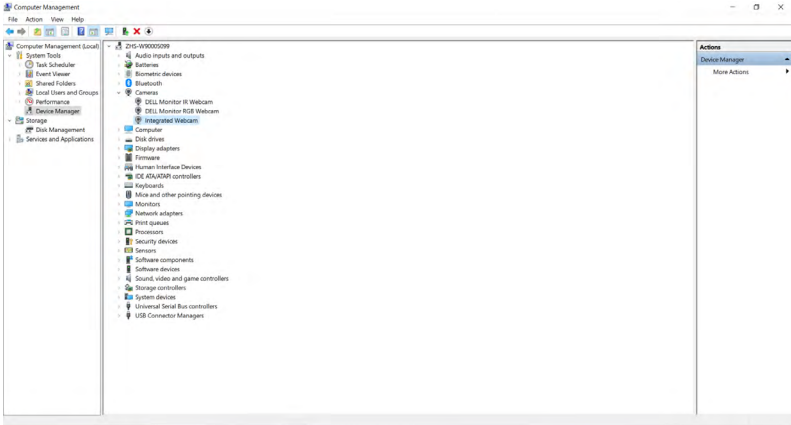 Computer Management
File Action View Help
Computer Management (Local)
System Tools
Task Scheduler
Event Viewer
Shared Folders
Local Users and Groups
Performance
Device Manager
Storage
Disk Management
Services and Applications
ZHS-W90005099
Audio inputs and outputs
Batteries
Biometric devices
Bluetooth
Cameras
DELL Monitor IR Webcam
DELL Monitor RGB Webcam
Integrated Webcam
Computer
Disk drives
Display adapters
Firmware
Human Interface Devices
IDE ATA/ATAPI controllers
Keyboards
Mice and other pointing devices
Monitors
Network adapters
Print queues
Processors
Security devices
Sensors
Software components
Software devices
Sound, video and game controllers
Storage controllers
System devices
Universal Serial Bus controllers
USB Connector Managers
Actions
Device Manager
More Actions